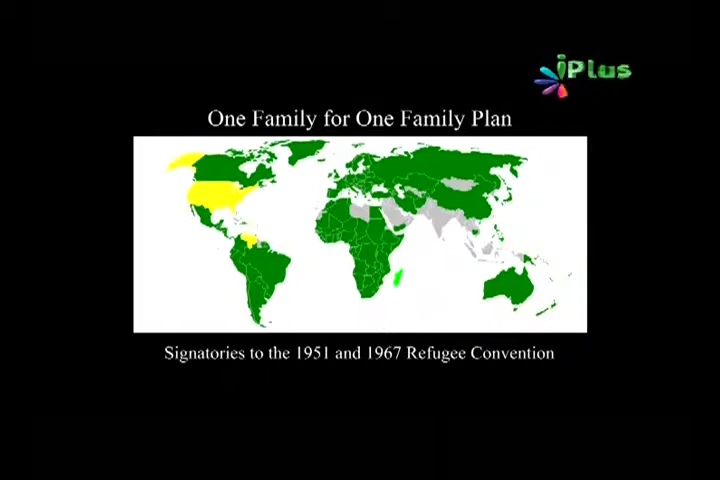 iPlus
One Family for One Family Plan
Signatories to the 1951 and 1967 Refugee Convention